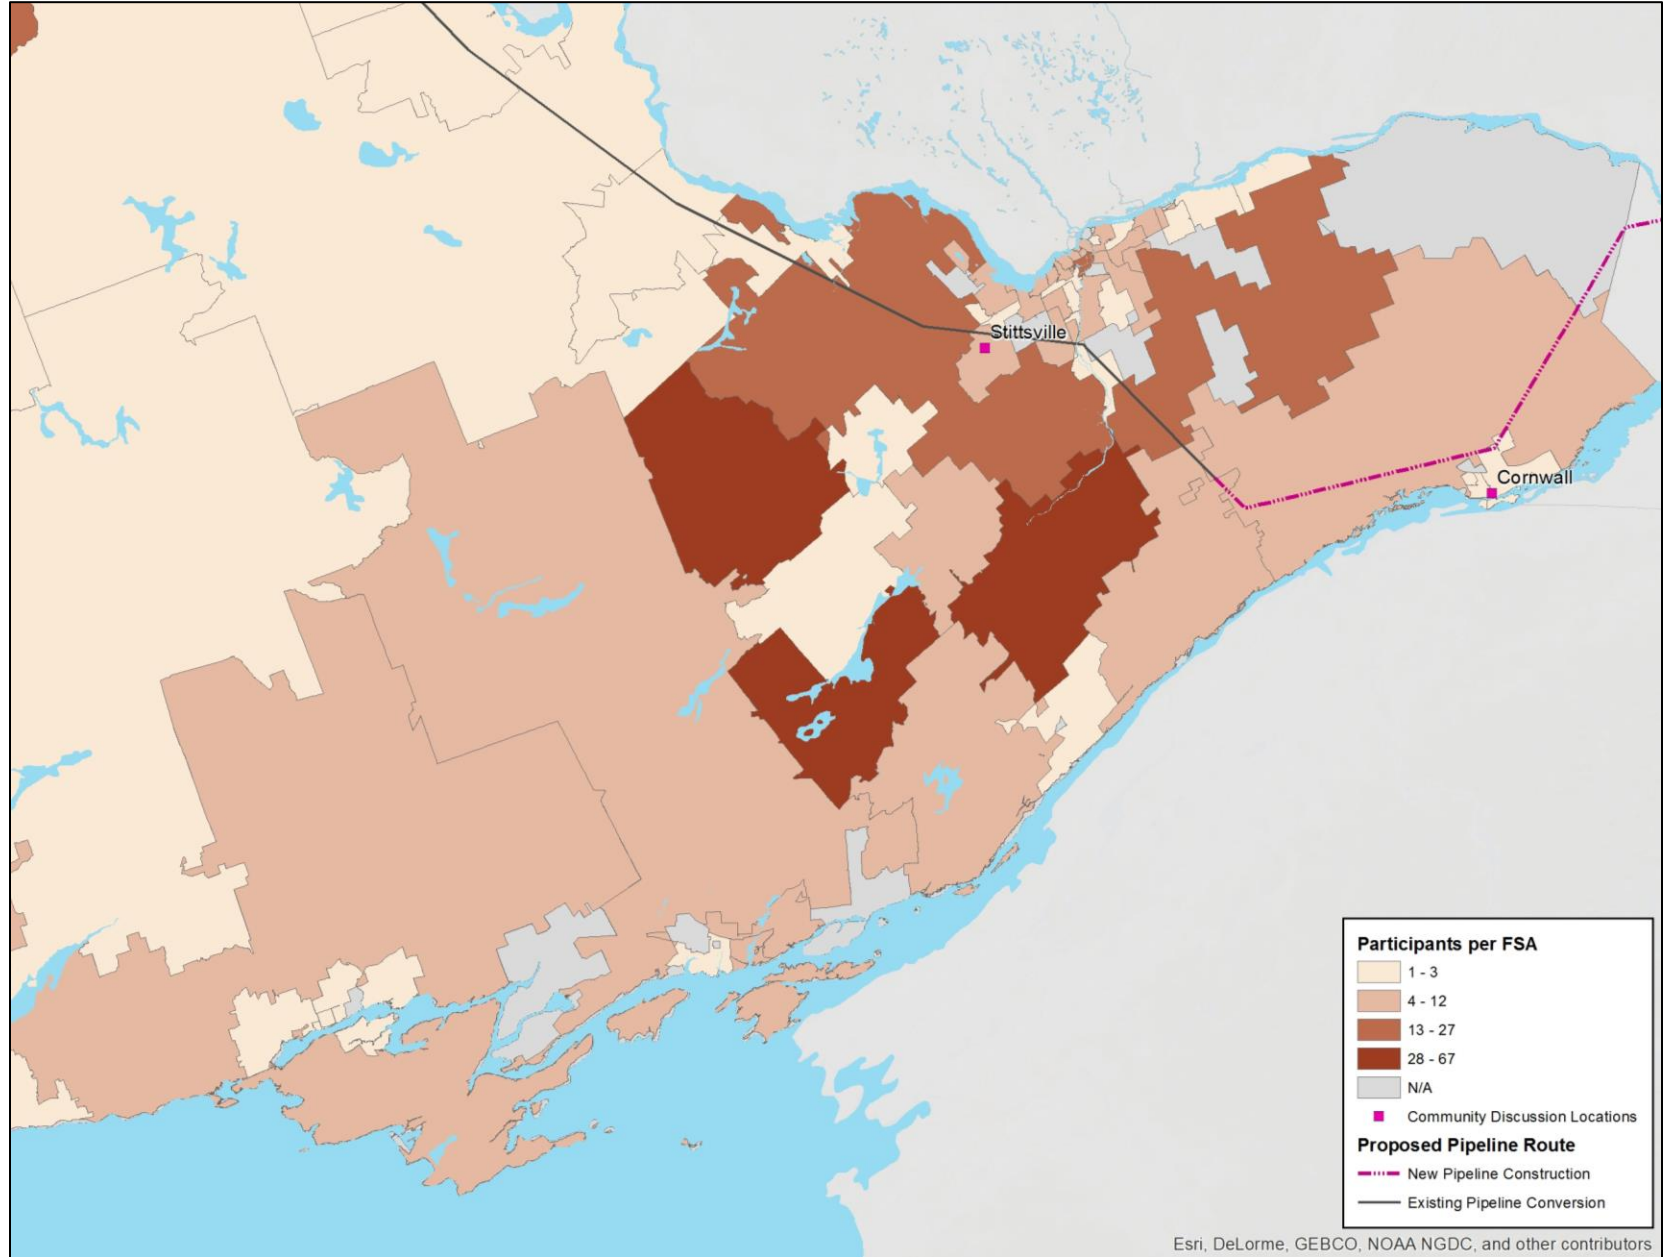 Stittsville
Cornwall
Participants per FSA
1 - 3
4 - 12
13 - 27
28 - 67
N/A
Community Discussion Locations
Proposed Pipeline Route
New Pipeline Construction
Existing Pipeline Conversion
Esri, DeLorme, GEBCO, NOAA NGDC, and other contributors